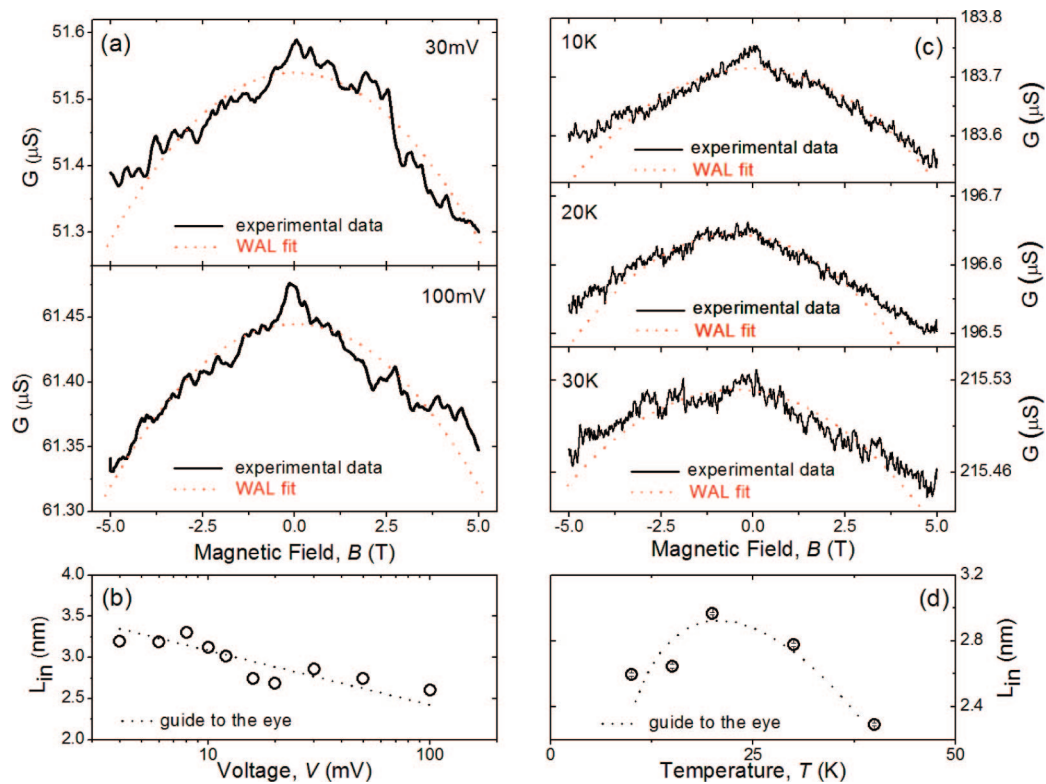 (a)
30mV
51.6
51.5
51.4
51.3
G (µS)
experimental data
WAL fit
100mV
61.45
61.40
61.35
61.30
G (µS)
experimental data
WAL fit
-5.0 -2.5 0.0 2.5 5.0
Magnetic Field, B (T)
(b)
4.0
3.5
3.0
2.5
2.0
Lin (nm)
guide to the eye
10 100
Voltage, V (mV)
10K
(c)
183.8
183.7
183.6
G (µS)
experimental data
WAL fit
20K
196.7
196.6
196.5
G (µS)
experimental data
WAL fit
30K
215.53
215.46
G (µS)
experimental data
WAL fit
-5.0 -2.5 0.0 2.5 5.0
Magnetic Field, B (T)
(d)
3.2
2.8
2.4
Lin (nm)
guide to the eye
0 25 50
Temperature, T (K)